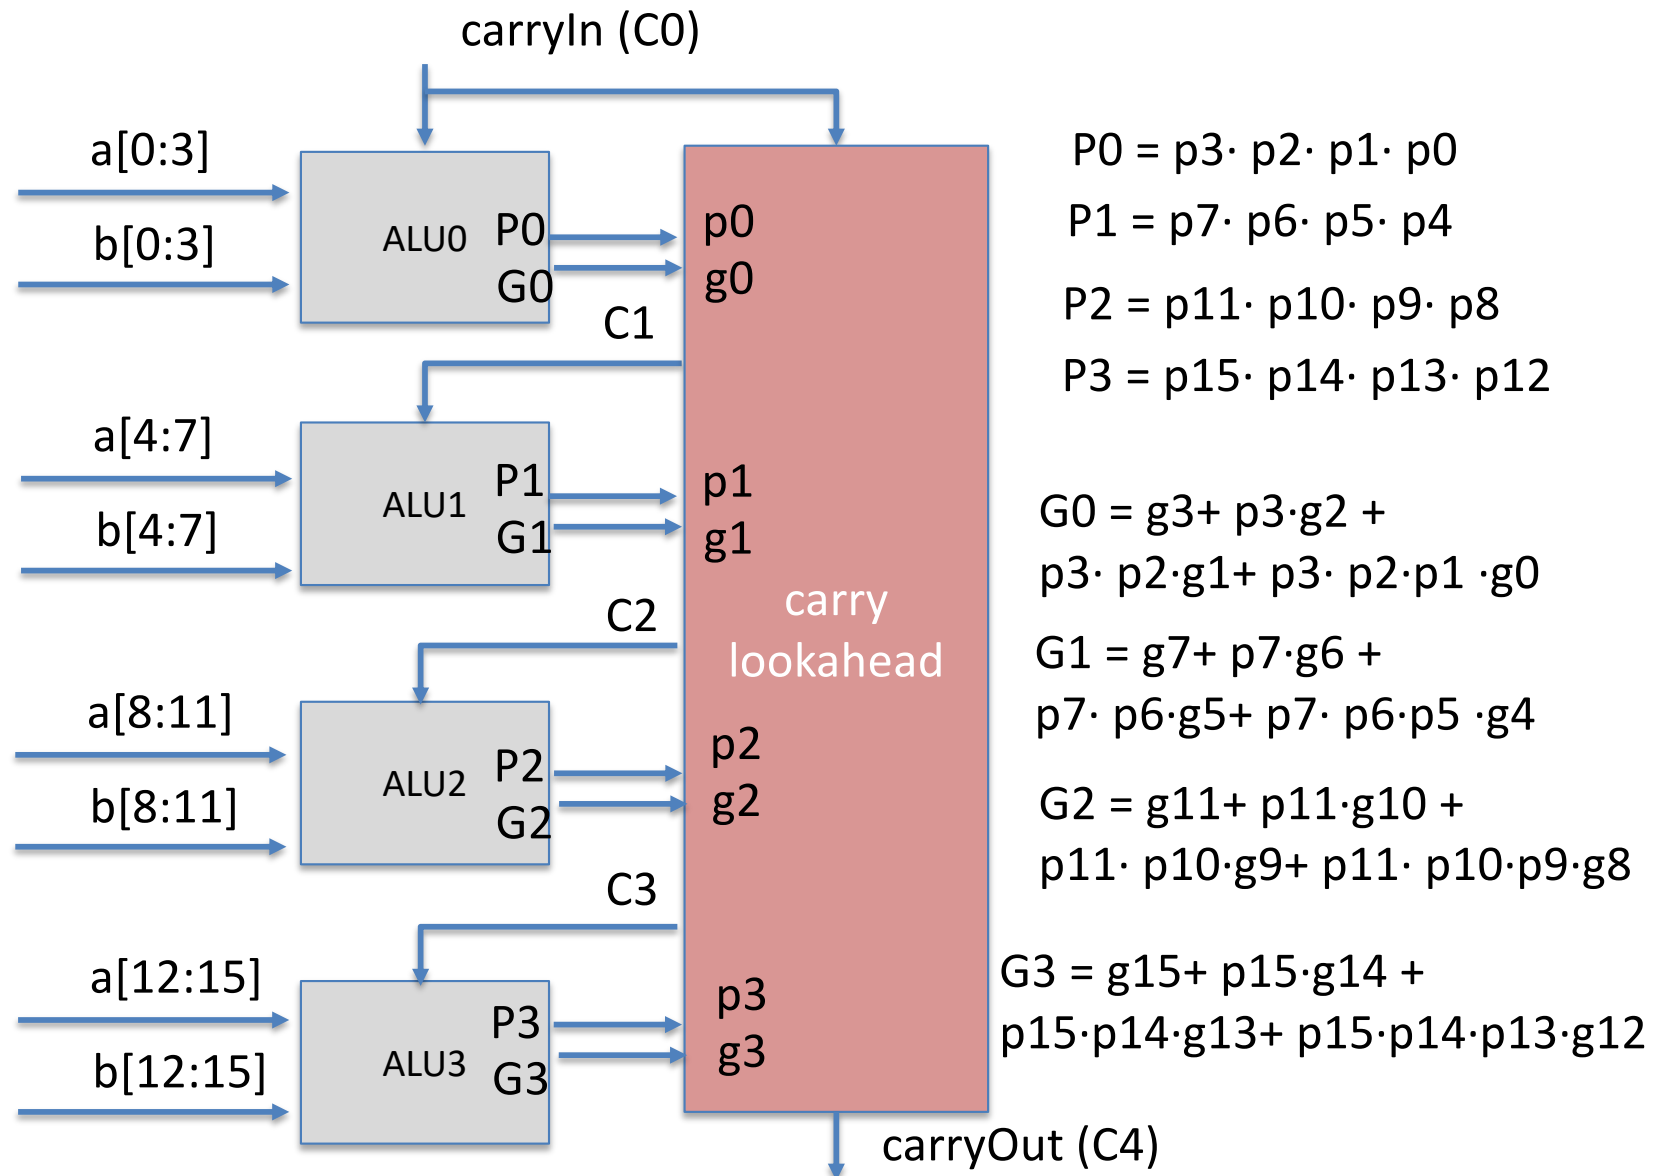 carryIn (C0)
a[0:3]
b[0:3]
ALU0
P0
G0
p0
g0
C1
a[4:7]
b[4:7]
ALU1
P1
G1
p1
g1
carry
lookahead
C2
a[8:11]
b[8:11]
ALU2
P2
G2
p2
g2
C3
a[12:15]
b[12:15]
ALU3
P3
G3
p3
g3
carryOut (C4)
P0 = p3· p2· p1· p0
P1 = p7· p6· p5· p4
P2 = p11· p10· p9· p8
P3 = p15· p14· p13· p12
G0 = g3+ p3·g2 +
p3· p2·g1+ p3· p2·p1 ·g0
G1 = g7+ p7·g6 +
p7· p6·g5+ p7· p6·p5 ·g4
G2 = g11+ p11·g10 +
p11· p10·g9+ p11· p10·p9·g8
G3 = g15+ p15·g14 +
p15·p14·g13+ p15·p14·p13·g12